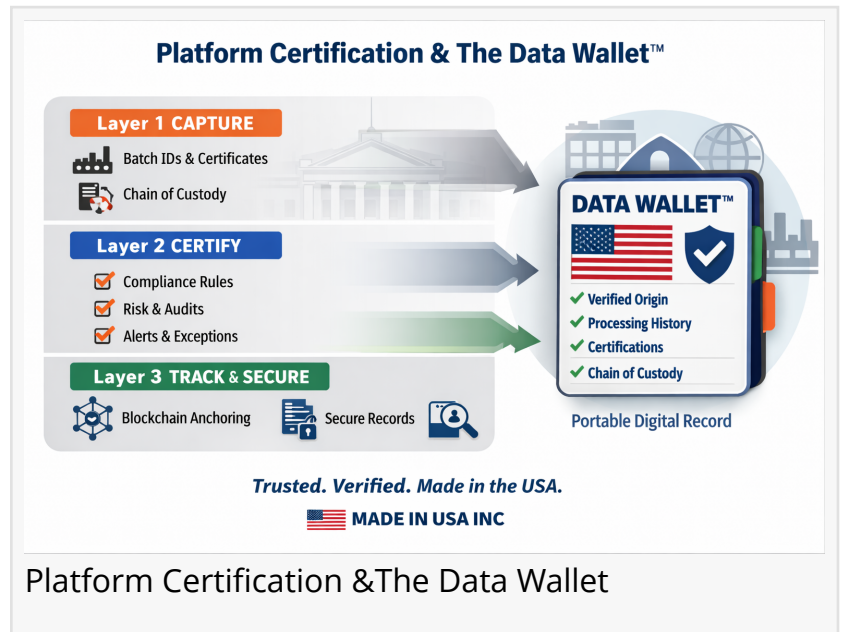 Platform Certification & The Data Wallet™
Layer 1 CAPTURE
Batch IDs & Certificates
Chain of Custody
Layer 2 CERTIFY
Compliance Rules
Risk & Audits
Alerts & Exceptions
Layer 3 TRACK & SECURE
Blockchain Anchoring
Secure Records
DATA WALLET™
Verified Origin
Processing History
Certifications
Chain of Custody
Portable Digital Record
Trusted. Verified. Made in the USA.
MADE IN USA INC
Platform Certification &The Data Wallet